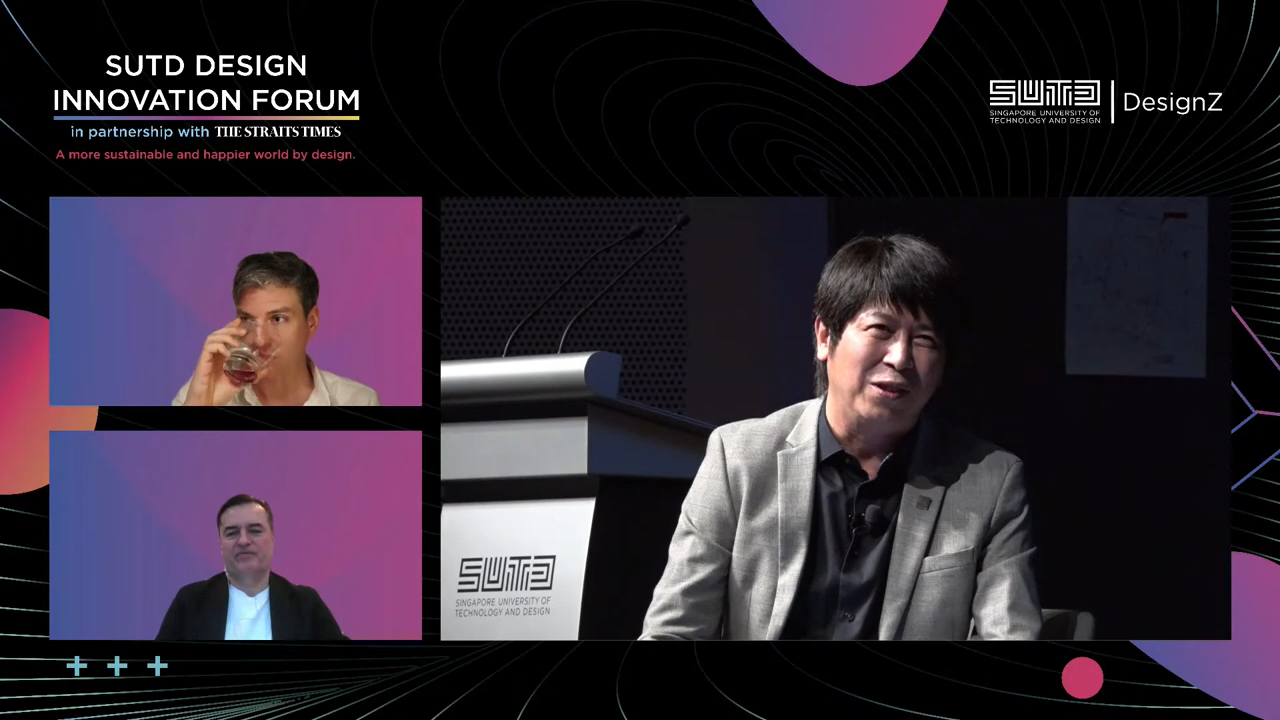 SUTD DESIGN
INNOVATION FORUM
in partnership with THE STRAITS TIMES
A more sustainable and happier world by design.
SUTD
SINGAPORE UNIVERSITY OF
TECHNOLOGY AND DESIGN
DesignZ
SUTD
SINGAPORE UNIVERSITY OF
TECHNOLOGY AND DESIGN